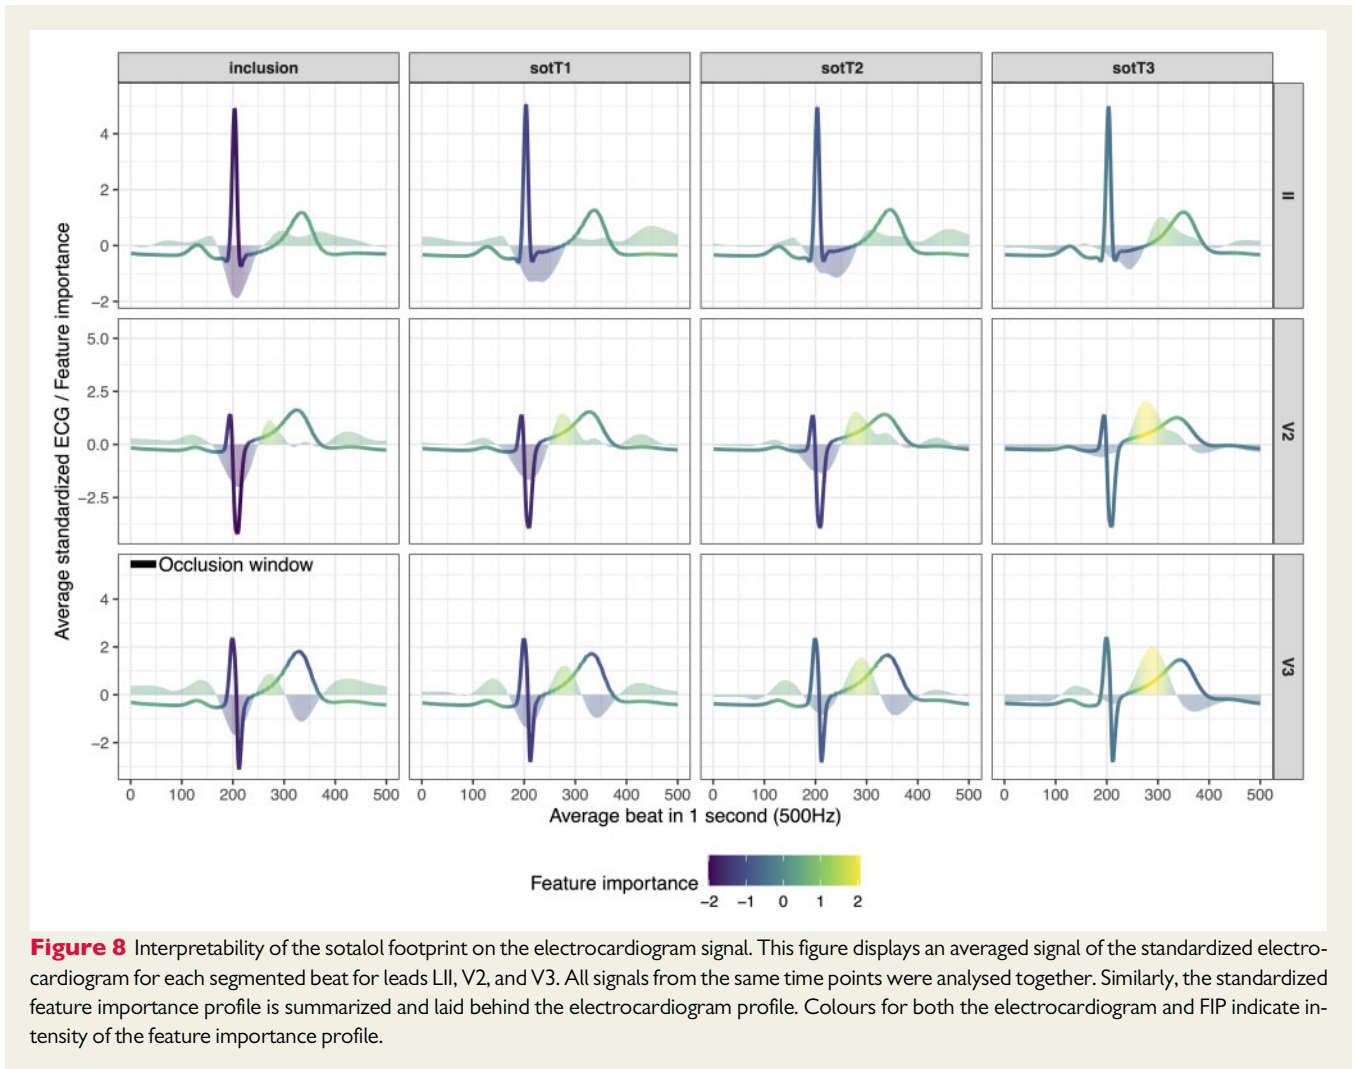 inclusion sotT1 sotT2 sotT3
Average standardized ECG / Feature importance
4
2
0
−2
II
5.0
2.5
0.0
−2.5
V2
Occlusion window
4
2
0
−2
V3
0 100 200 300 400 500 0 100 200 300 400 500 0 100 200 300 400 500 0 100 200 300 400 500
Average beat in 1 second (500Hz)
Feature importance
−2 −1 0 1 2
Figure 8 Interpretability of the sotalol footprint on the electrocardiogram signal. This figure displays an averaged signal of the standardized electro-
cardiogram for each segmented beat for leads LII, V2, and V3. All signals from the same time points were analysed together. Similarly, the standardized
feature importance profile is summarized and laid behind the electrocardiogram profile. Colours for both the electrocardiogram and FIP indicate in-
tensity of the feature importance profile.